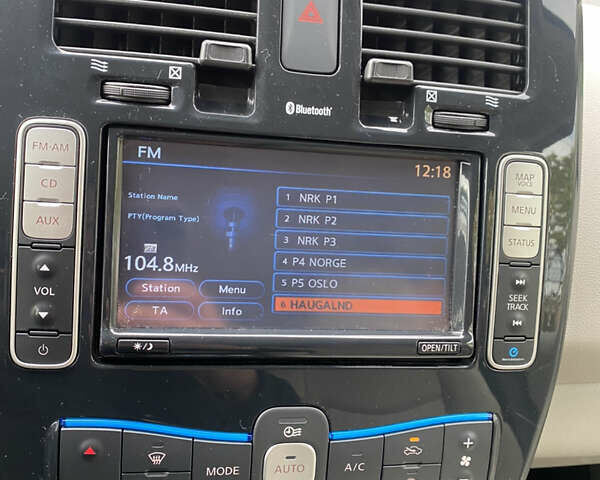 Bluetooth
FM-AM
CD
AUX
VOL
FM
12:18
Station Name
PTY(Program Type)
104.8MHz
Station
Menu
TA
Info
1 NRK P1
2 NRK P2
3 NRK P3
4 P4 NORGE
5 P5 OSLO
6 HAUGALND
OPEN/TILT
MAP
VOICE
MENU
STATUS
SEEK
TRACK
MODE
AUTO
A/C